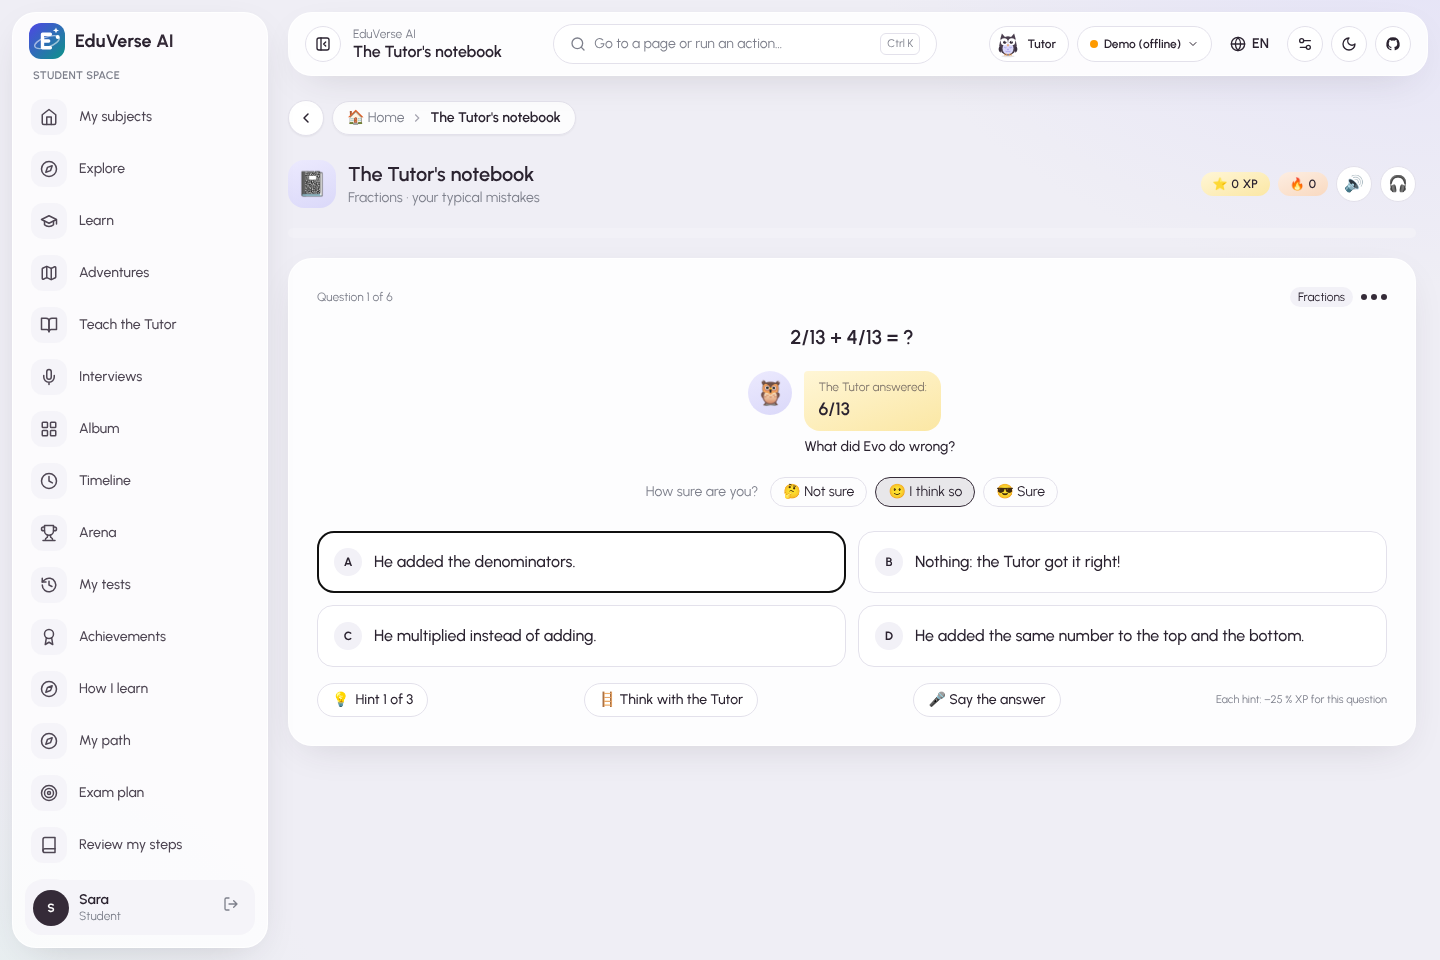 EduVerse AI
STUDENT SPACE
My subjects
Explore
Learn
Adventures
Teach the Tutor
Interviews
Album
Timeline
Arena
My tests
Achievements
How I learn
My path
Exam plan
Review my steps
S
Sara
Student
EduVerse AI
The Tutor's notebook
Go to a page or run an action...
Ctrl K
Tutor
Demo (offline)
EN
Home
The Tutor's notebook
The Tutor's notebook
Fractions · your typical mistakes
0 XP
0
Question 1 of 6
Fractions
2/13 + 4/13 = ?
The Tutor answered:
6/13
What did Evo do wrong?
How sure are you?
Not sure
I think so
Sure
A He added the denominators.
B Nothing: the Tutor got it right!
C He multiplied instead of adding.
D He added the same number to the top and the bottom.
Hint 1 of 3
Think with the Tutor
Say the answer
Each hint: −25 % XP for this question